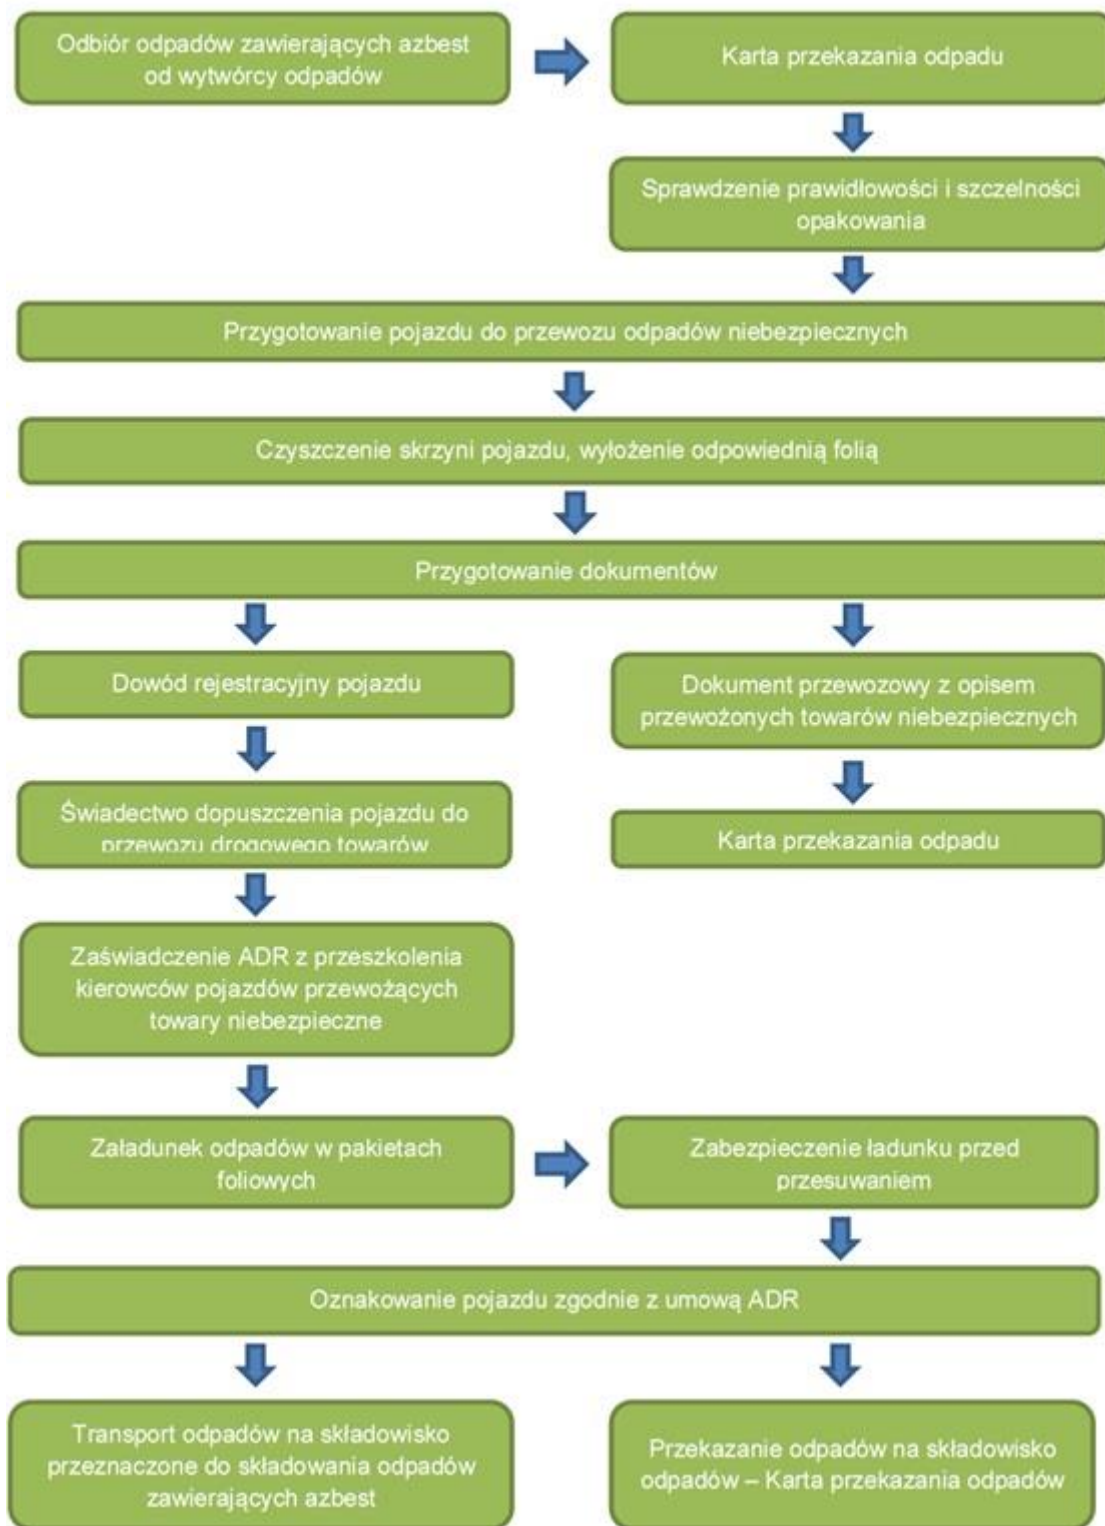 Odbiór odpadów zawierających azbest
od wytwórcy odpadów
Karta przekazania odpadu
Sprawdzenie prawidłowości i szczelności
opakowania
Przygotowanie pojazdu do przewozu odpadów niebezpiecznych
Czyszczenie skrzyni pojazdu, wyłożenie odpowiednią folią
Przygotowanie dokumentów
Dowód rejestracyjny pojazdu
Dokument przewozowy z opisem
przewożonych towarów niebezpiecznych
Świadectwo dopuszczenia pojazdu do
przewozu drogowego towarów
Karta przekazania odpadu
Zaświadczenie ADR z przeszkolenia
kierowców pojazdów przewożących
towary niebezpieczne
Załadunek odpadów w pakietach
foliowych
Zabezpieczenie ładunku przed
przesuwaniem
Oznakowanie pojazdu zgodnie z umową ADR
Transport odpadów na składowisko
przeznaczone do składowania odpadów
zawierających azbest
Przekazanie odpadów na składowisko
odpadów – Karta przekazania odpadów